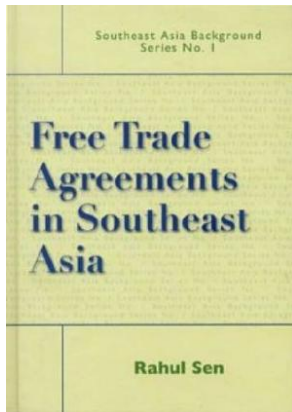 Southeast Asia Background
Series No. 1
Free Trade
Agreements
in Southeast
Asia
Rahul Sen